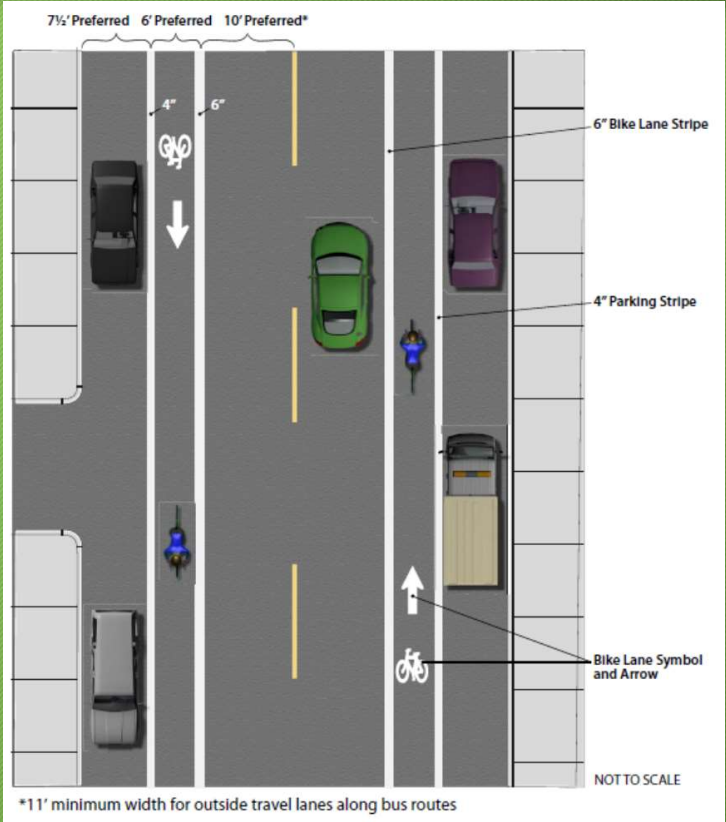 7½’ Preferred 6’ Preferred 10’ Preferred*
4” 6”
6” Bike Lane Stripe
4” Parking Stripe
Bike Lane Symbol
and Arrow
NOT TO SCALE
*11’ minimum width for outside travel lanes along bus routes